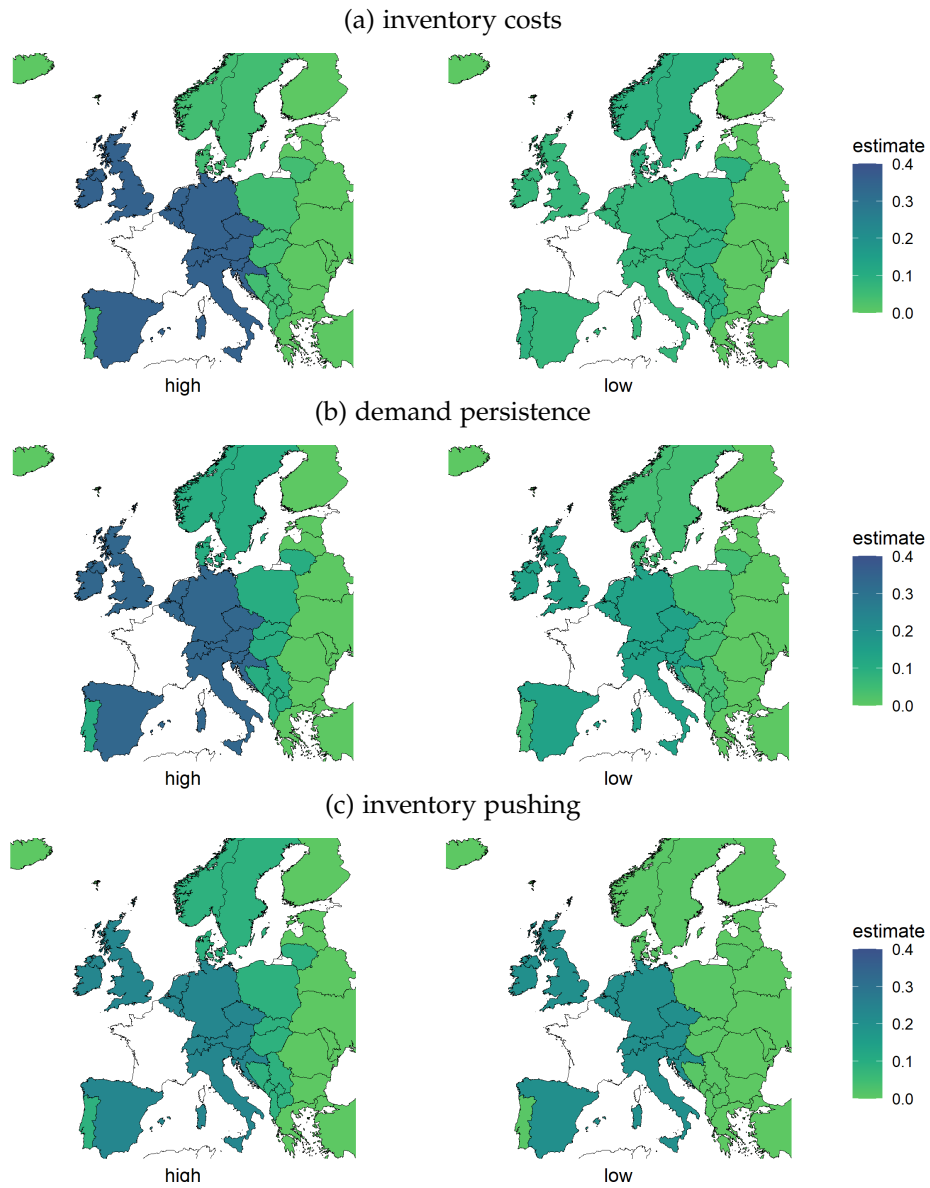 (a) inventory costs
estimate
0.4
0.3
0.2
0.1
0.0
high low
(b) demand persistence
estimate
0.4
0.3
0.2
0.1
0.0
high low
(c) inventory pushing
estimate
0.4
0.3
0.2
0.1
0.0
high low